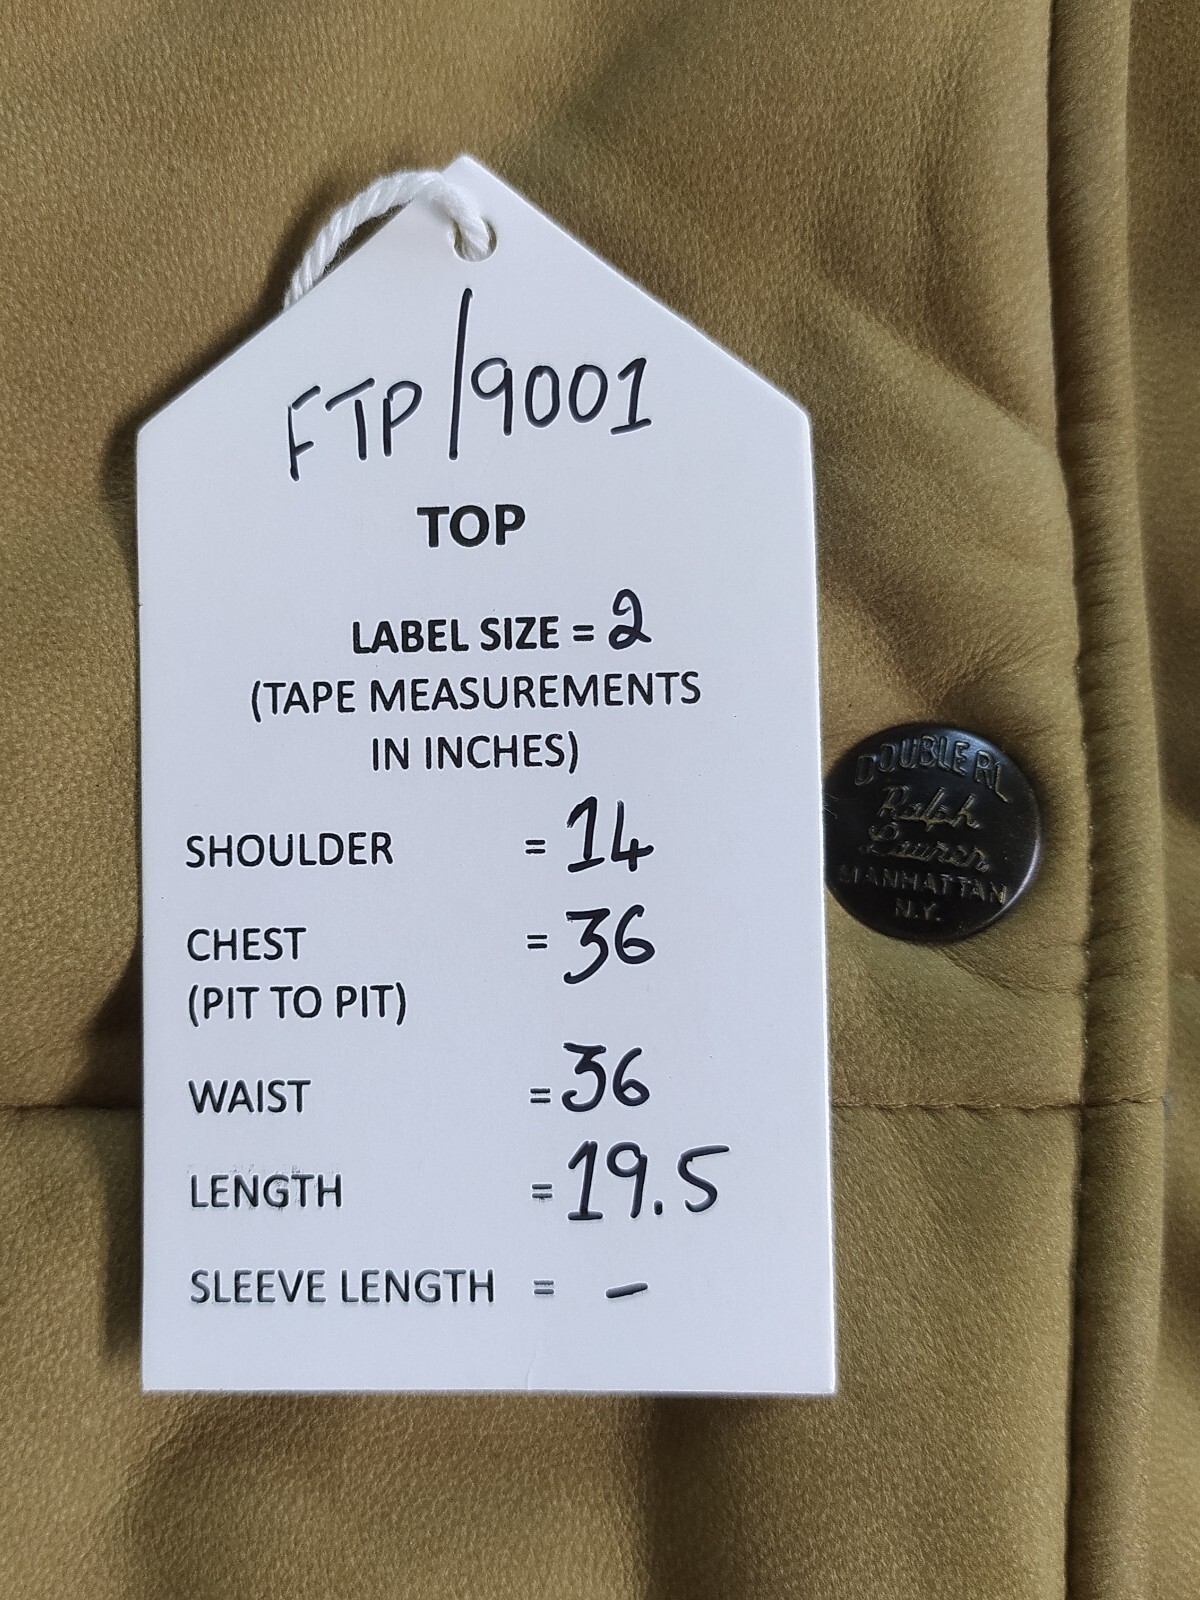 FTP/9001
TOP
LABEL SIZE = 2
(TAPE MEASUREMENTS
IN INCHES)
SHOULDER = 14
CHEST = 36
(PIT TO PIT)
WAIST = 36
LENGTH = 19.5
SLEEVE LENGTH = -
DOUBLE RL
Ralph
Lauren
MANHATTAN
N.Y.